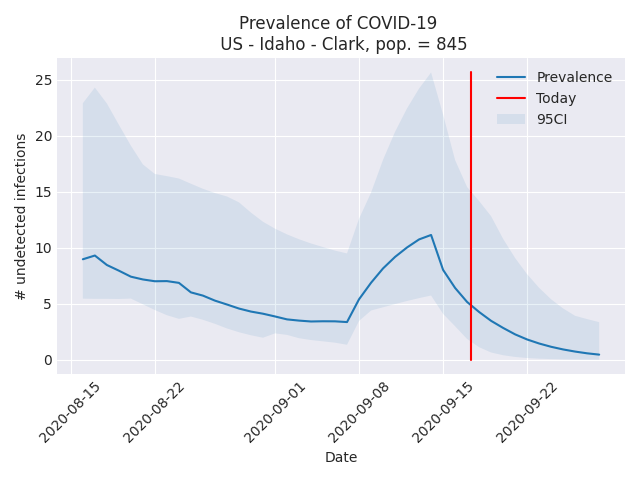 Prevalence of COVID-19
US - Idaho - Clark, pop. = 845
# undetected infections
25
20
15
10
5
0
Prevalence
Today
95CI
2020-08-15
2020-08-22
2020-09-01
2020-09-08
2020-09-15
2020-09-22
Date